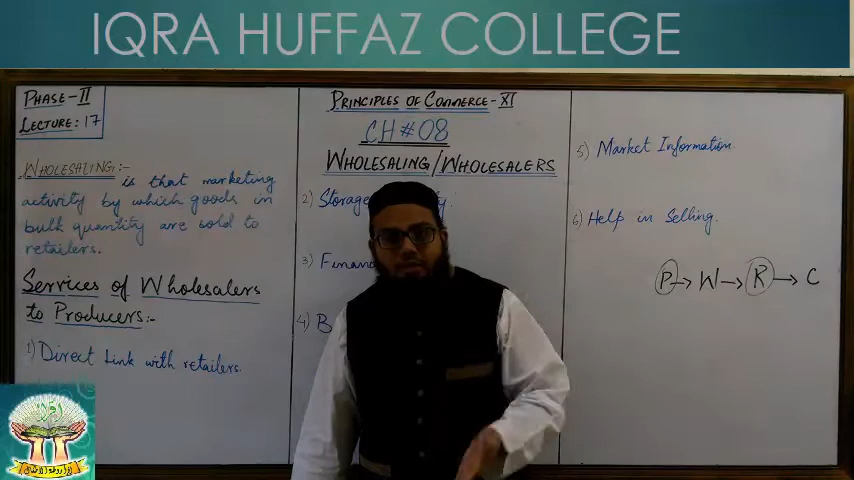 IQRA HUFFAZ COLLEGE
PHASE-II
LECTURE: 17
WHOLESALING:-
is that marketing
activity by which goods in
bulk quantity are sold to
retailers.
Services of Wholesalers
to Producers:-
1) Direct Link with retailers.
PRINCIPLES OF COMMERCE-XI
CH#08
WHOLESALING/WHOLESALERS
2) Storage
3) Financ
4) B
5) Market Information
6) Help in Selling.
P → W → R → C